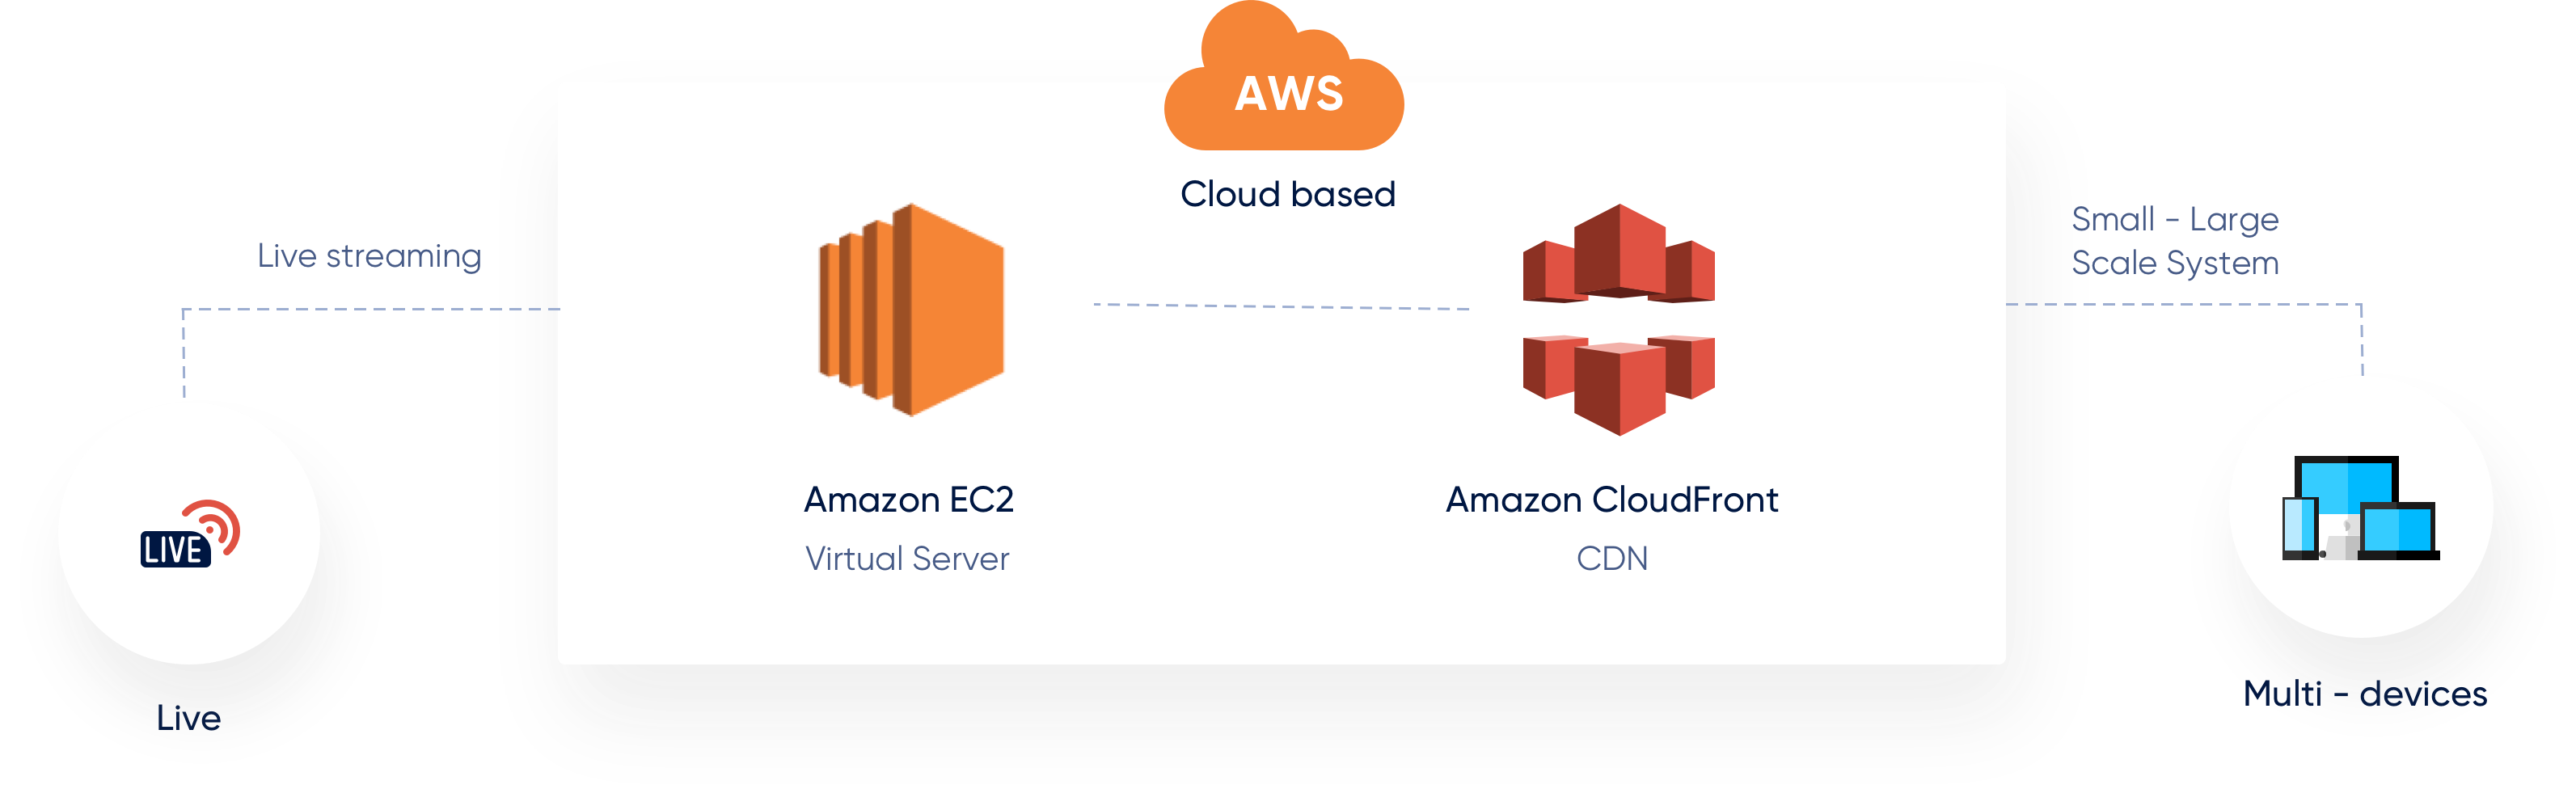 AWS
Cloud based
Live streaming
Small - Large
Scale System
LIVE
Amazon EC2
Virtual Server
Amazon CloudFront
CDN
Live
Multi - devices